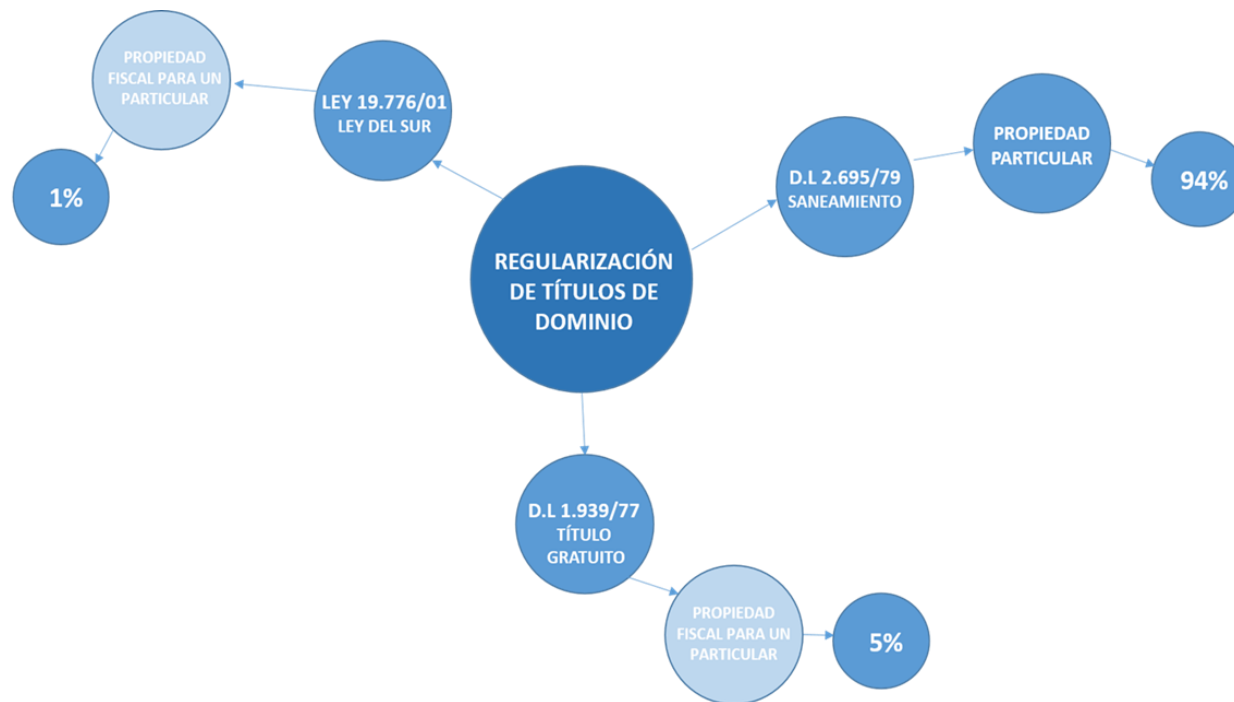 PROPIEDAD
FISCAL PARA UN
PARTICULAR
LEY 19.776/01
LEY DEL SUR
1%
PROPIEDAD
PARTICULAR
D.L 2.695/79
SANEAMIENTO
94%
REGULARIZACIÓN
DE TÍTULOS DE
DOMINIO
D.L 1.939/77
TÍTULO
GRATUITO
PROPIEDAD
FISCAL PARA UN
PARTICULAR
5%